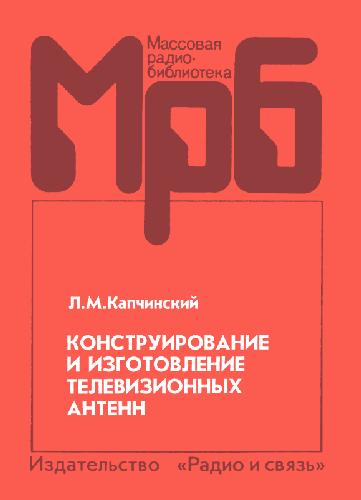 Массовая
радио-
библиотека
Мрб
Л.М.Капчинский
КОНСТРУИРОВАНИЕ
И ИЗГОТОВЛЕНИЕ
ТЕЛЕВИЗИОННЫХ
АНТЕНН
Издательство «Радио и связь»